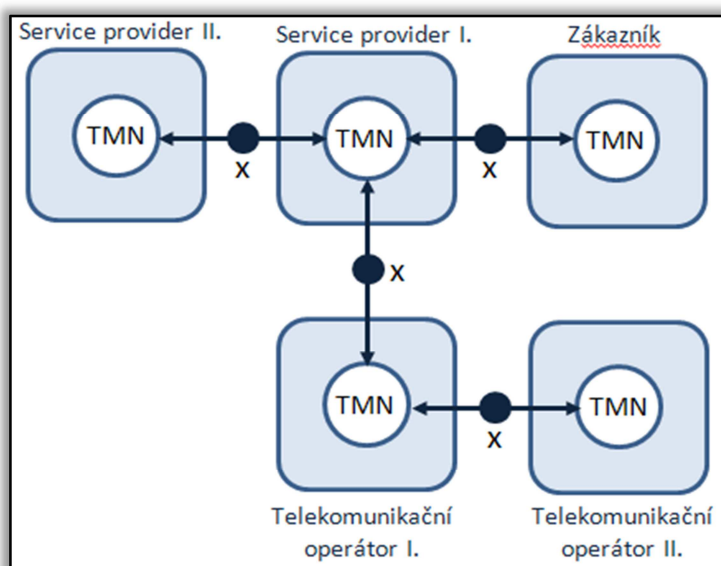 Service provider II.
Service provider I.
Zákazník
TMN
TMN
TMN
x
x
x
TMN
TMN
x
Telekomunikační
operátor I.
Telekomunikační
operátor II.